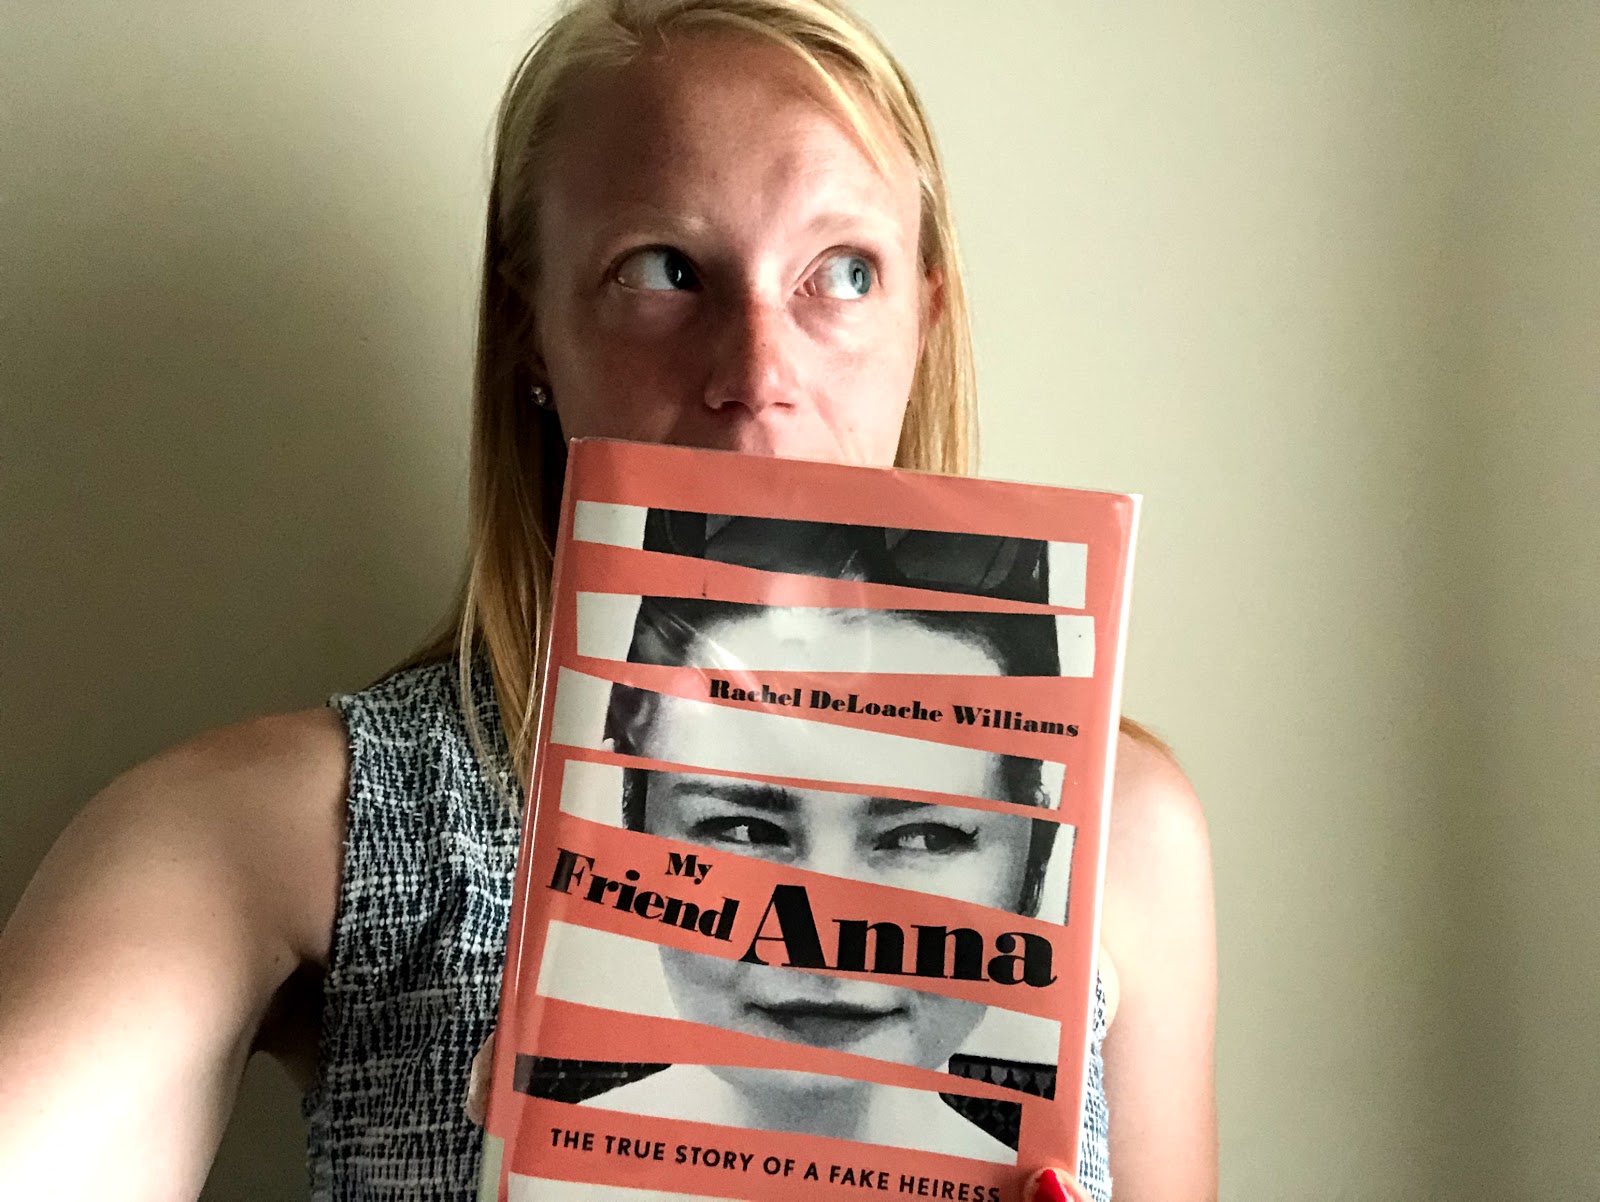 Rachel DeLoache Williams
My
Friend Anna
THE TRUE STORY OF A FAKE HEIRESS